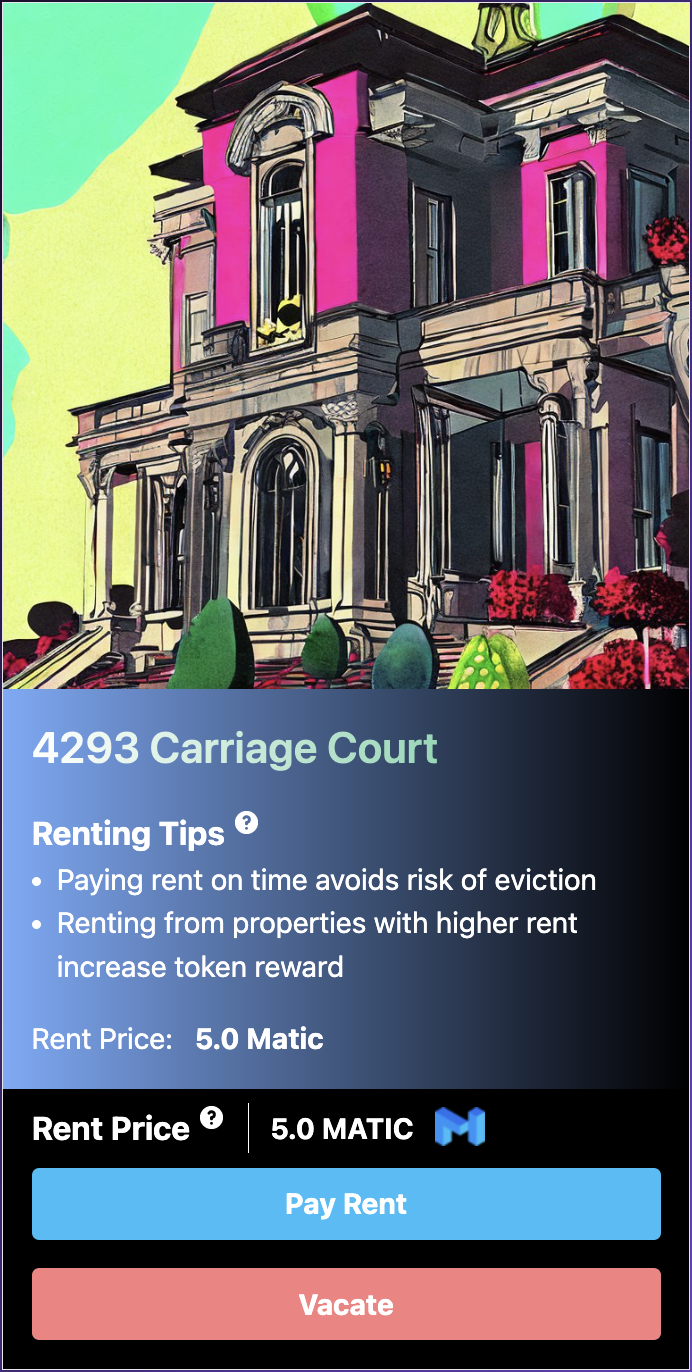 4293 Carriage Court
Renting Tips ?
• Paying rent on time avoids risk of eviction
• Renting from properties with higher rent
increase token reward
Rent Price: 5.0 Matic
Rent Price ? 5.0 MATIC
Pay Rent
Vacate